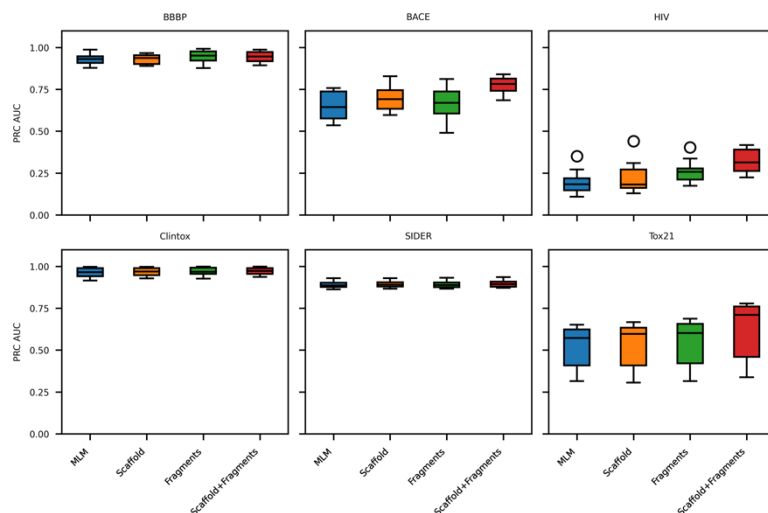 BBBP
BACE
HIV
PRC AUC
1.00
0.75
0.50
0.25
0.00
Clintox
SIDER
Tox21
PRC AUC
1.00
0.75
0.50
0.25
0.00
MLM
Scaffold
Fragments
Scaffold+Fragments
MLM
Scaffold
Fragments
Scaffold+Fragments
MLM
Scaffold
Fragments
Scaffold+Fragments